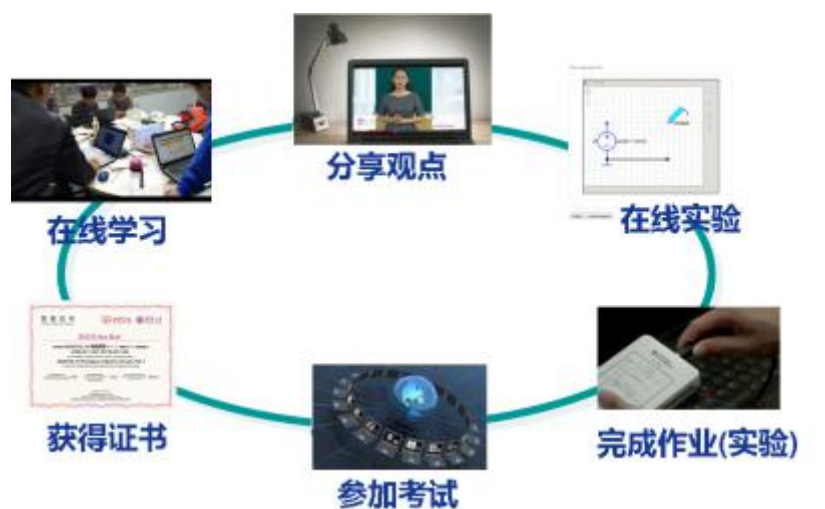 分享观点
在线实验
在线学习
获得证书
完成作业(实验)
参加考试